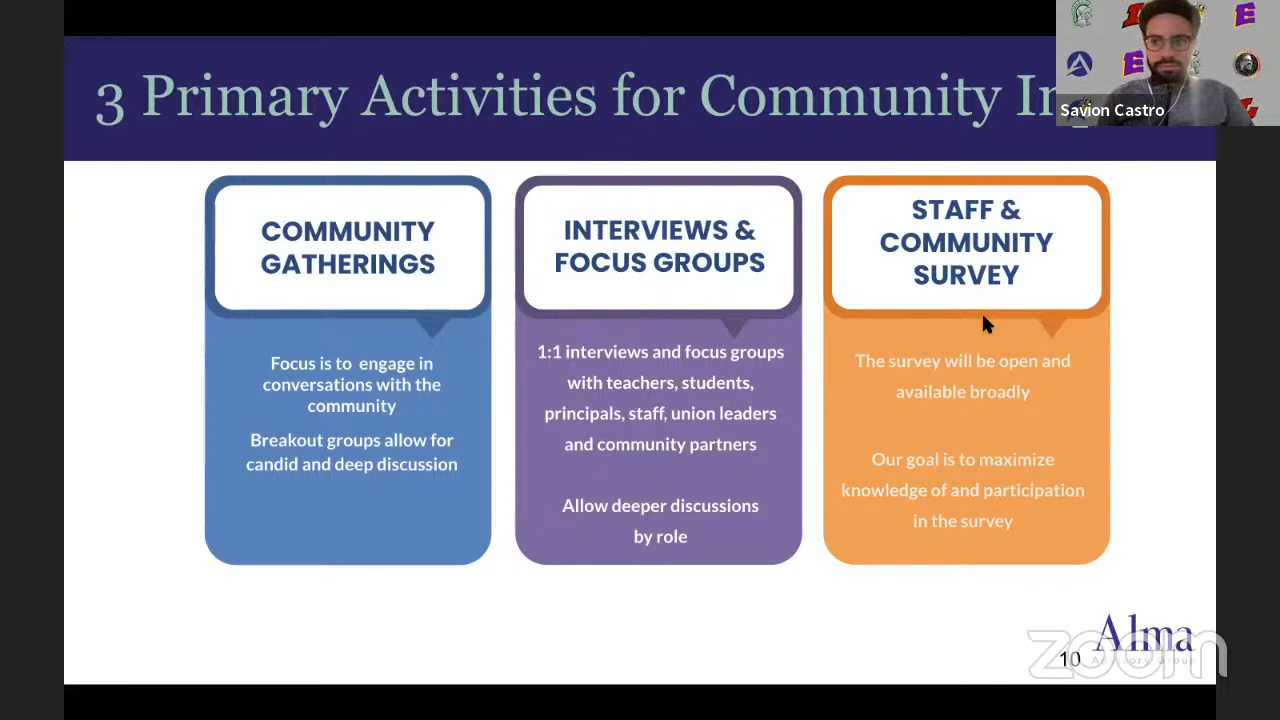 3 Primary Activities for Community In
Savion Castro
COMMUNITY
GATHERINGS
Focus is to engage in
conversations with the
community
Breakout groups allow for
candid and deep discussion
INTERVIEWS &
FOCUS GROUPS
1:1 interviews and focus groups
with teachers, students,
principals, staff, union leaders
and community partners
Allow deeper discussions
by role
STAFF &
COMMUNITY
SURVEY
The survey will be open and
available broadly
Our goal is to maximize
knowledge of and participation
in the survey
Alma
Advisory Group
10
zoom